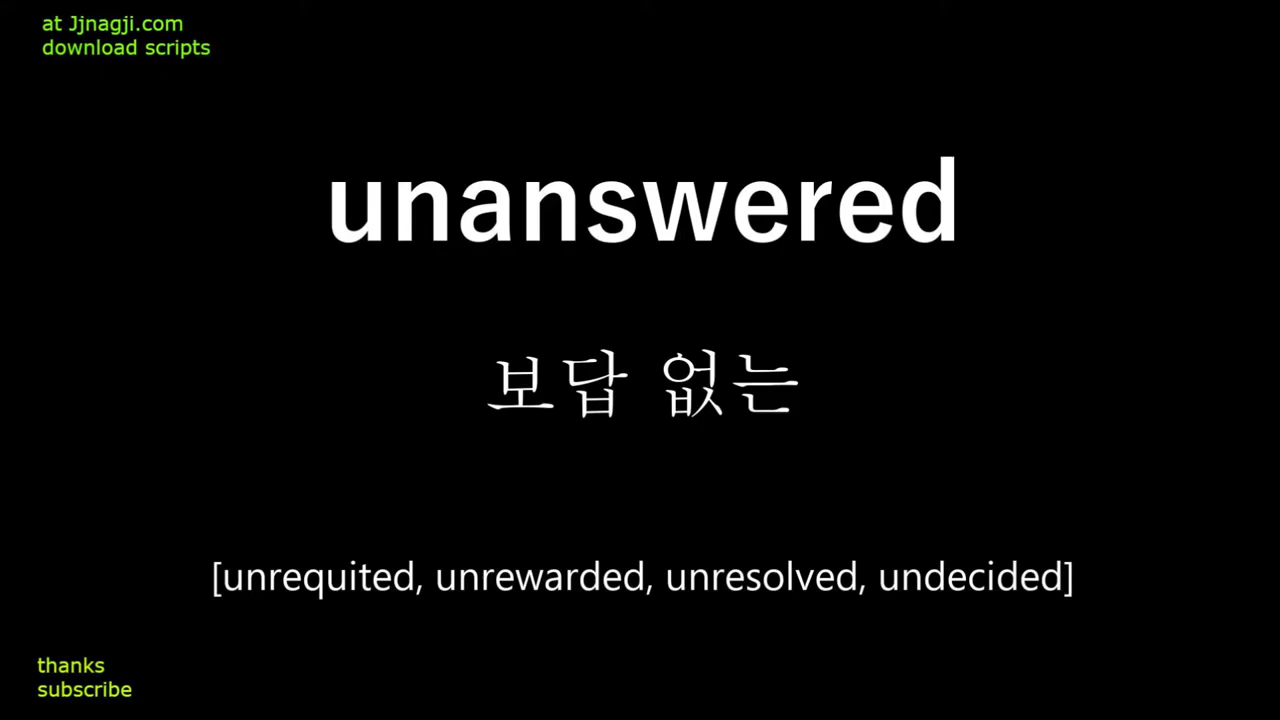 at Jjnagji.com
download scripts
unanswered
보답 없는
[unrequited, unrewarded, unresolved, undecided]
thanks
subscribe